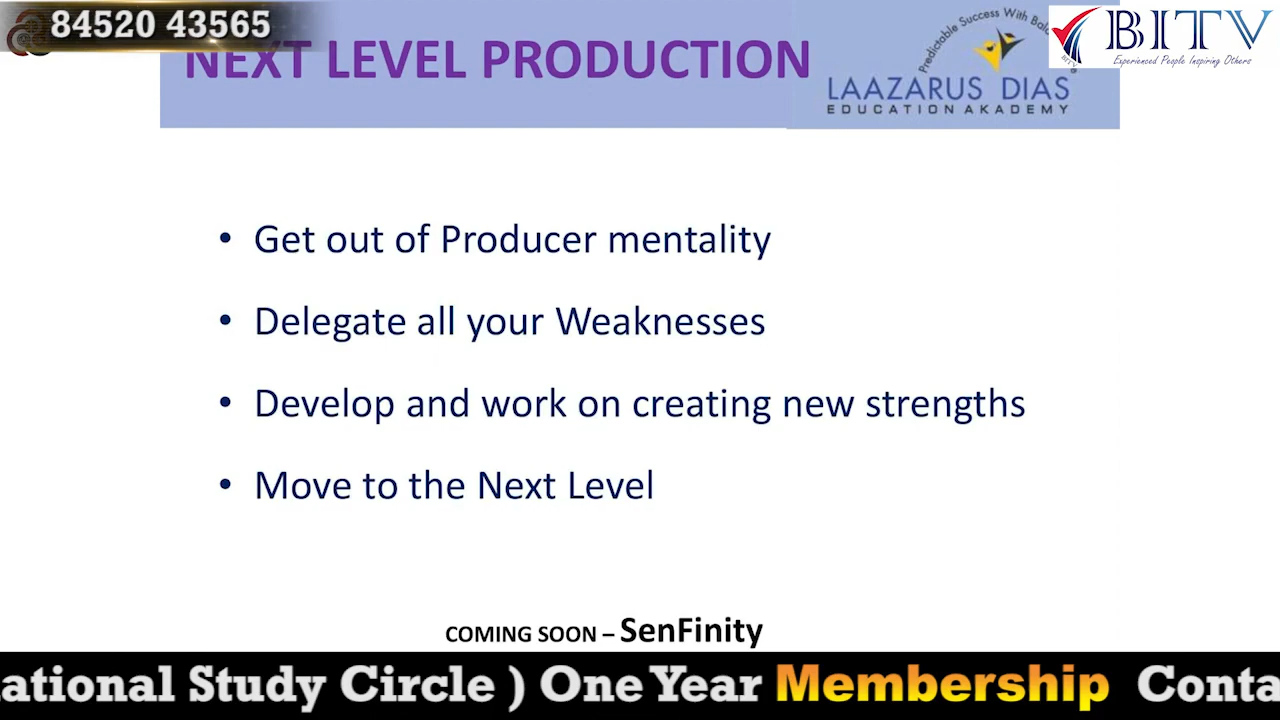 84520 43565
NEXT LEVEL PRODUCTION
Predictable Success With
LAAZARUS DIAS
EDUCATION AKADEMY
BITV
Experienced People Inspiring Others
• Get out of Producer mentality
• Delegate all your Weaknesses
• Develop and work on creating new strengths
• Move to the Next Level
COMING SOON – SenFinity
ational Study Circle ) One Year Membership Conta